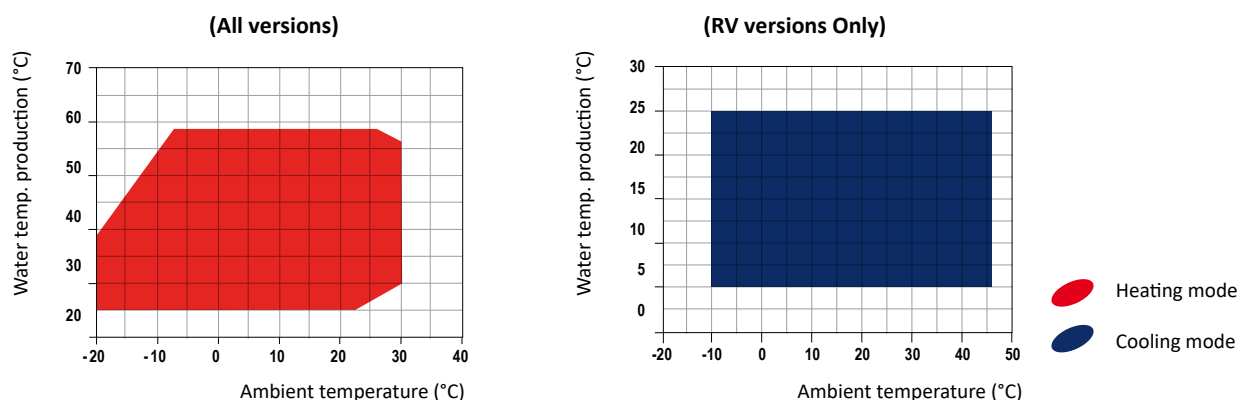 (All versions)
Water temp. production (°C)
70
60
50
40
30
20
-20 -10 0 10 20 30 40
Ambient temperature (°C)
(RV versions Only)
Water temp. production (°C)
30
25
20
15
10
5
0
-20 -10 0 10 20 30 40 50
Ambient temperature (°C)
Heating mode
Cooling mode